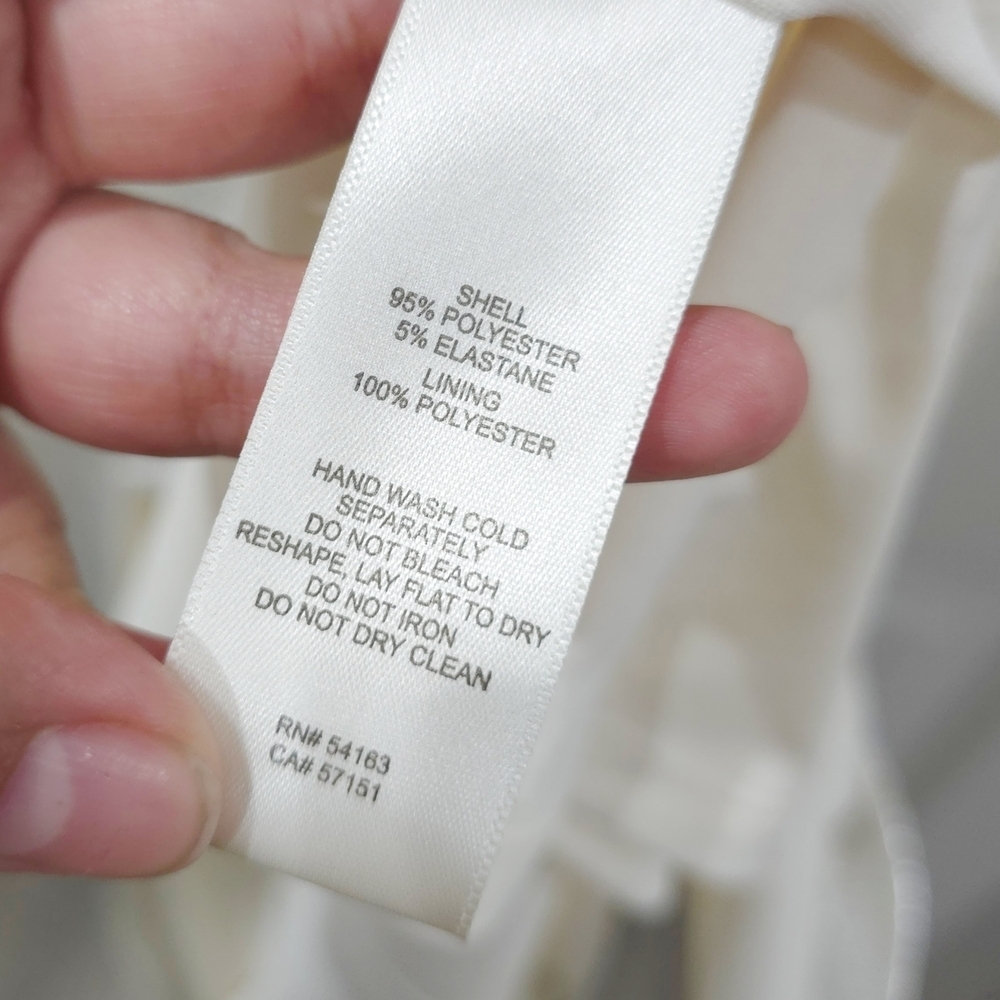 SHELL
95% POLYESTER
5% ELASTANE
LINING
100% POLYESTER
HAND WASH COLD
SEPARATELY
DO NOT BLEACH
RESHAPE, LAY FLAT TO DRY
DO NOT IRON
DO NOT DRY CLEAN
RN# 54163
CA# 57151